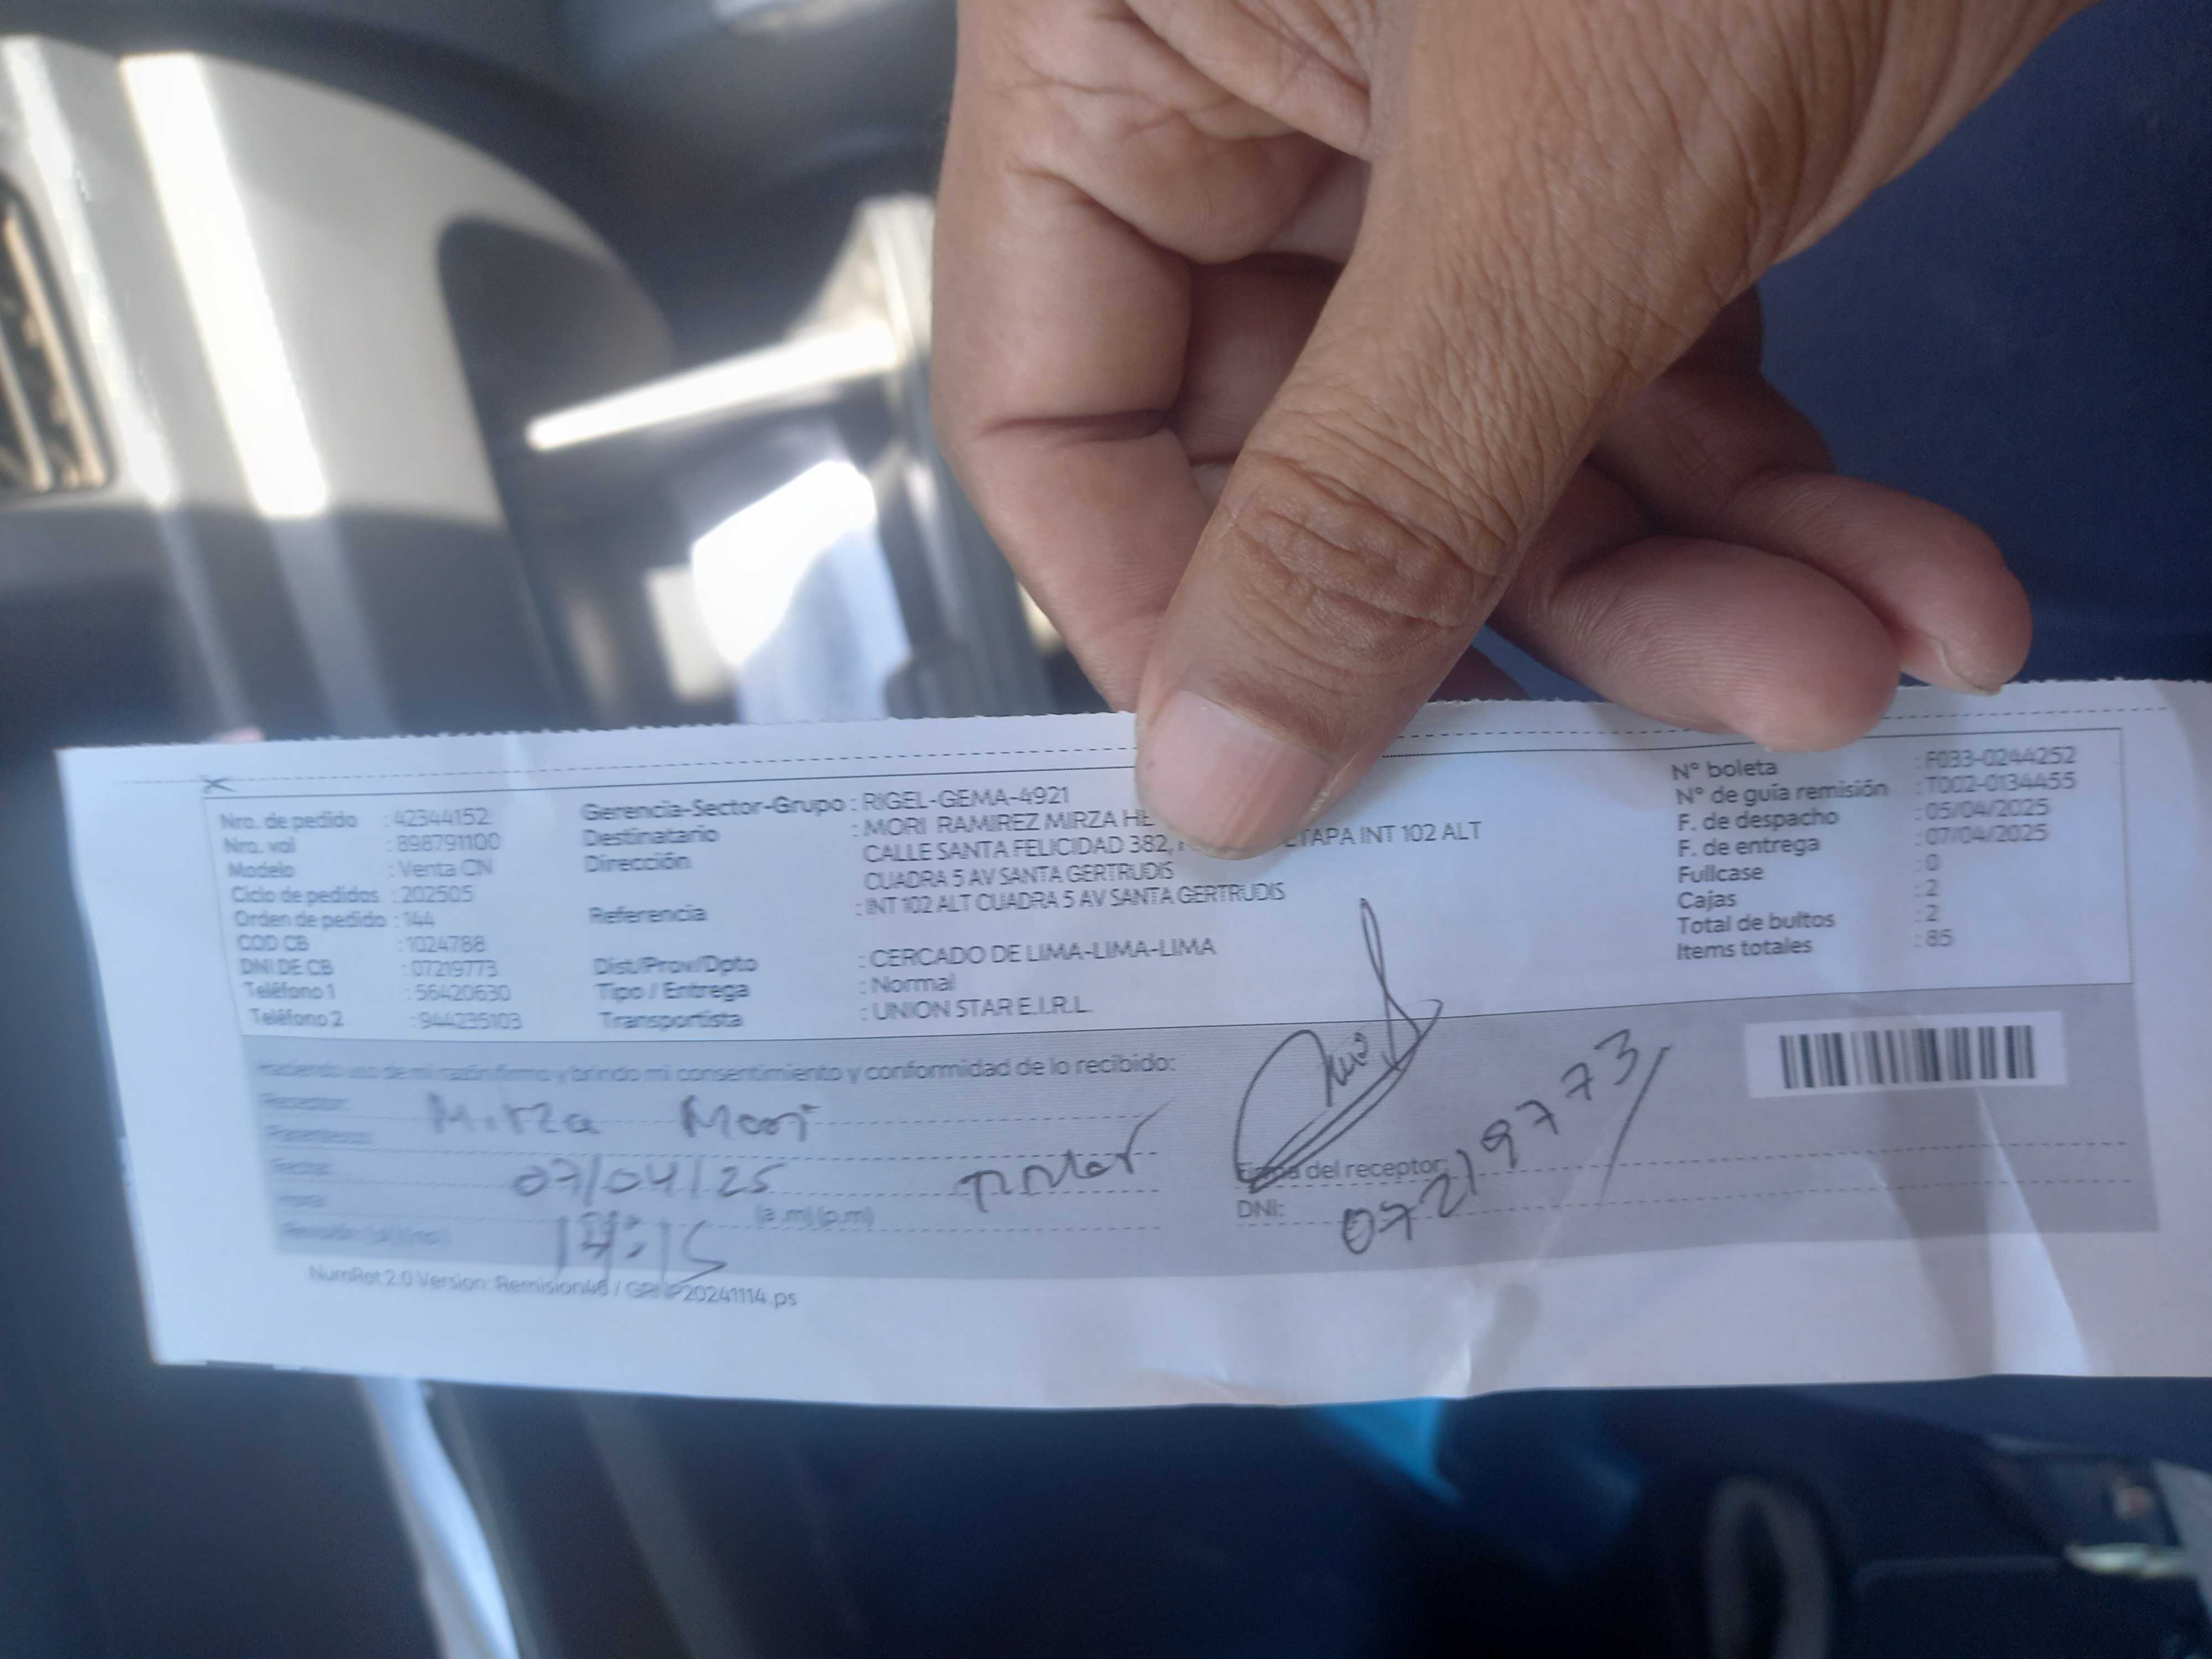 Nro. de pedido : 42344152
Nro. val : 898791100
Modelo : Venta CN
Ciclo de pedidos : 202505
Orden de pedido : 144
COD CB : 1024788
DNI DE CB : 07219773
Teléfono 1 : 56420630
Teléfono 2 : 944235103
Gerencia-Sector-Grupo : RIGEL-GEMA-4921
Destinatario : MORI RAMIREZ MIRZA
Dirección : CALLE SANTA FELICIDAD 382, ETAPA INT 102 ALT
CUADRA 5 AV SANTA GERTRUDIS
Referencia : INT 102 ALT CUADRA 5 AV SANTA GERTRUDIS
Dist/Prov/Dpto : CERCADO DE LIMA-LIMA-LIMA
Tipo / Entrega : Normal
Transportista : UNION STAR E.I.R.L.
N° boleta : F033-0244252
N° de guía remisión : T002-0134455
F. de despacho : 05/04/2025
F. de entrega : 07/04/2025
Fullcase : 0
Cajas : 2
Total de bultos : 2
Items totales : 85
Haciendo uso de mi razón firmo y brindo mi consentimiento y conformidad de lo recibido:
Receptor: Mirza Mori
Parentesco:
Fecha: 07/04/25
Hora: 14:15 (a.m) (p.m)
Firma del receptor:
DNI: 07219773
NumRot 2.0 Version: Remision46 / GRNP20241114.ps